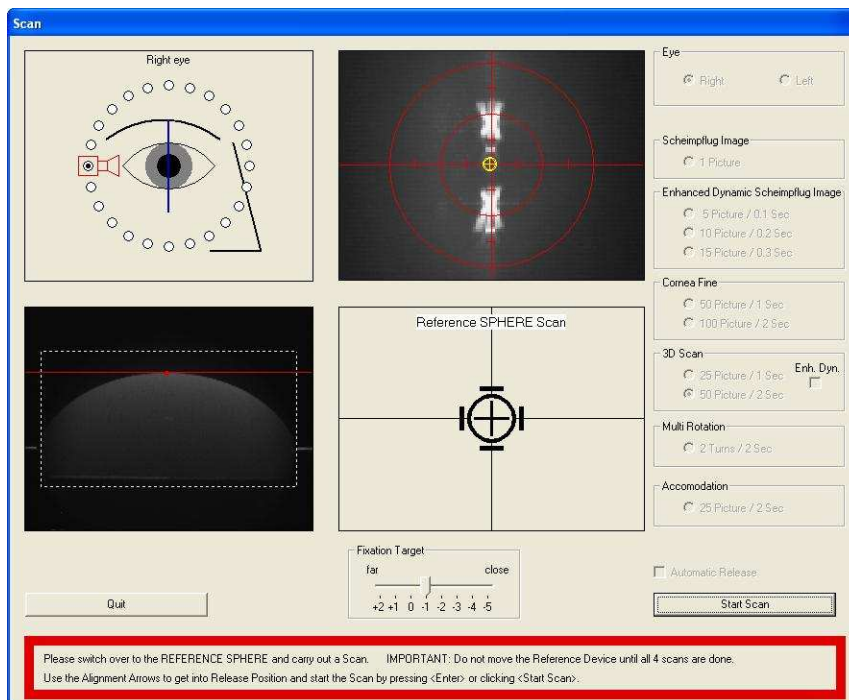 Scan
Right eye
Eye
Right
Left
Scheimpflug Image
1 Picture
Enhanced Dynamic Scheimpflug Image
5 Picture / 0.1 Sec
10 Picture / 0.2 Sec
15 Picture / 0.3 Sec
Cornea Fine
50 Picture / 1 Sec
100 Picture / 2 Sec
Reference SPHERE Scan
3D Scan
Enh. Dyn.
25 Picture / 1 Sec
50 Picture / 2 Sec
Multi Rotation
2 Turns / 2 Sec
Accomodation
25 Picture / 2 Sec
Fixation Target
far close
+2 +1 0 -1 -2 -3 -4 -5
Automatic Release
Quit
Start Scan
Please switch over to the REFERENCE SPHERE and carry out a Scan. IMPORTANT: Do not move the Reference Device until all 4 scans are done.
Use the Alignment Arrows to get into Release Position and start the Scan by pressing <Enter> or clicking <Start Scan>.